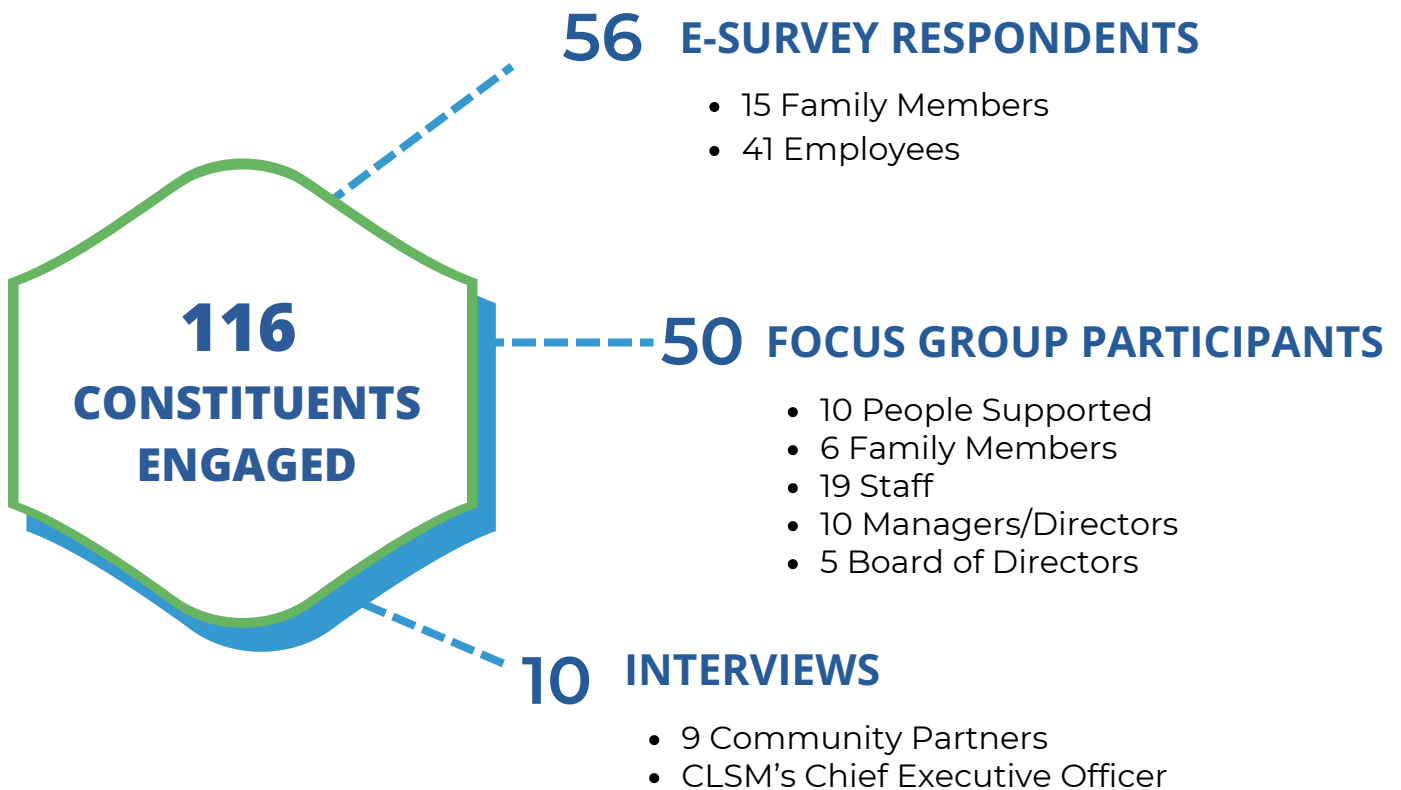 116
CONSTITUENTS
ENGAGED
56 E-SURVEY RESPONDENTS
• 15 Family Members
• 41 Employees
50 FOCUS GROUP PARTICIPANTS
• 10 People Supported
• 6 Family Members
• 19 Staff
• 10 Managers/Directors
• 5 Board of Directors
10 INTERVIEWS
• 9 Community Partners
• CLSM’s Chief Executive Officer